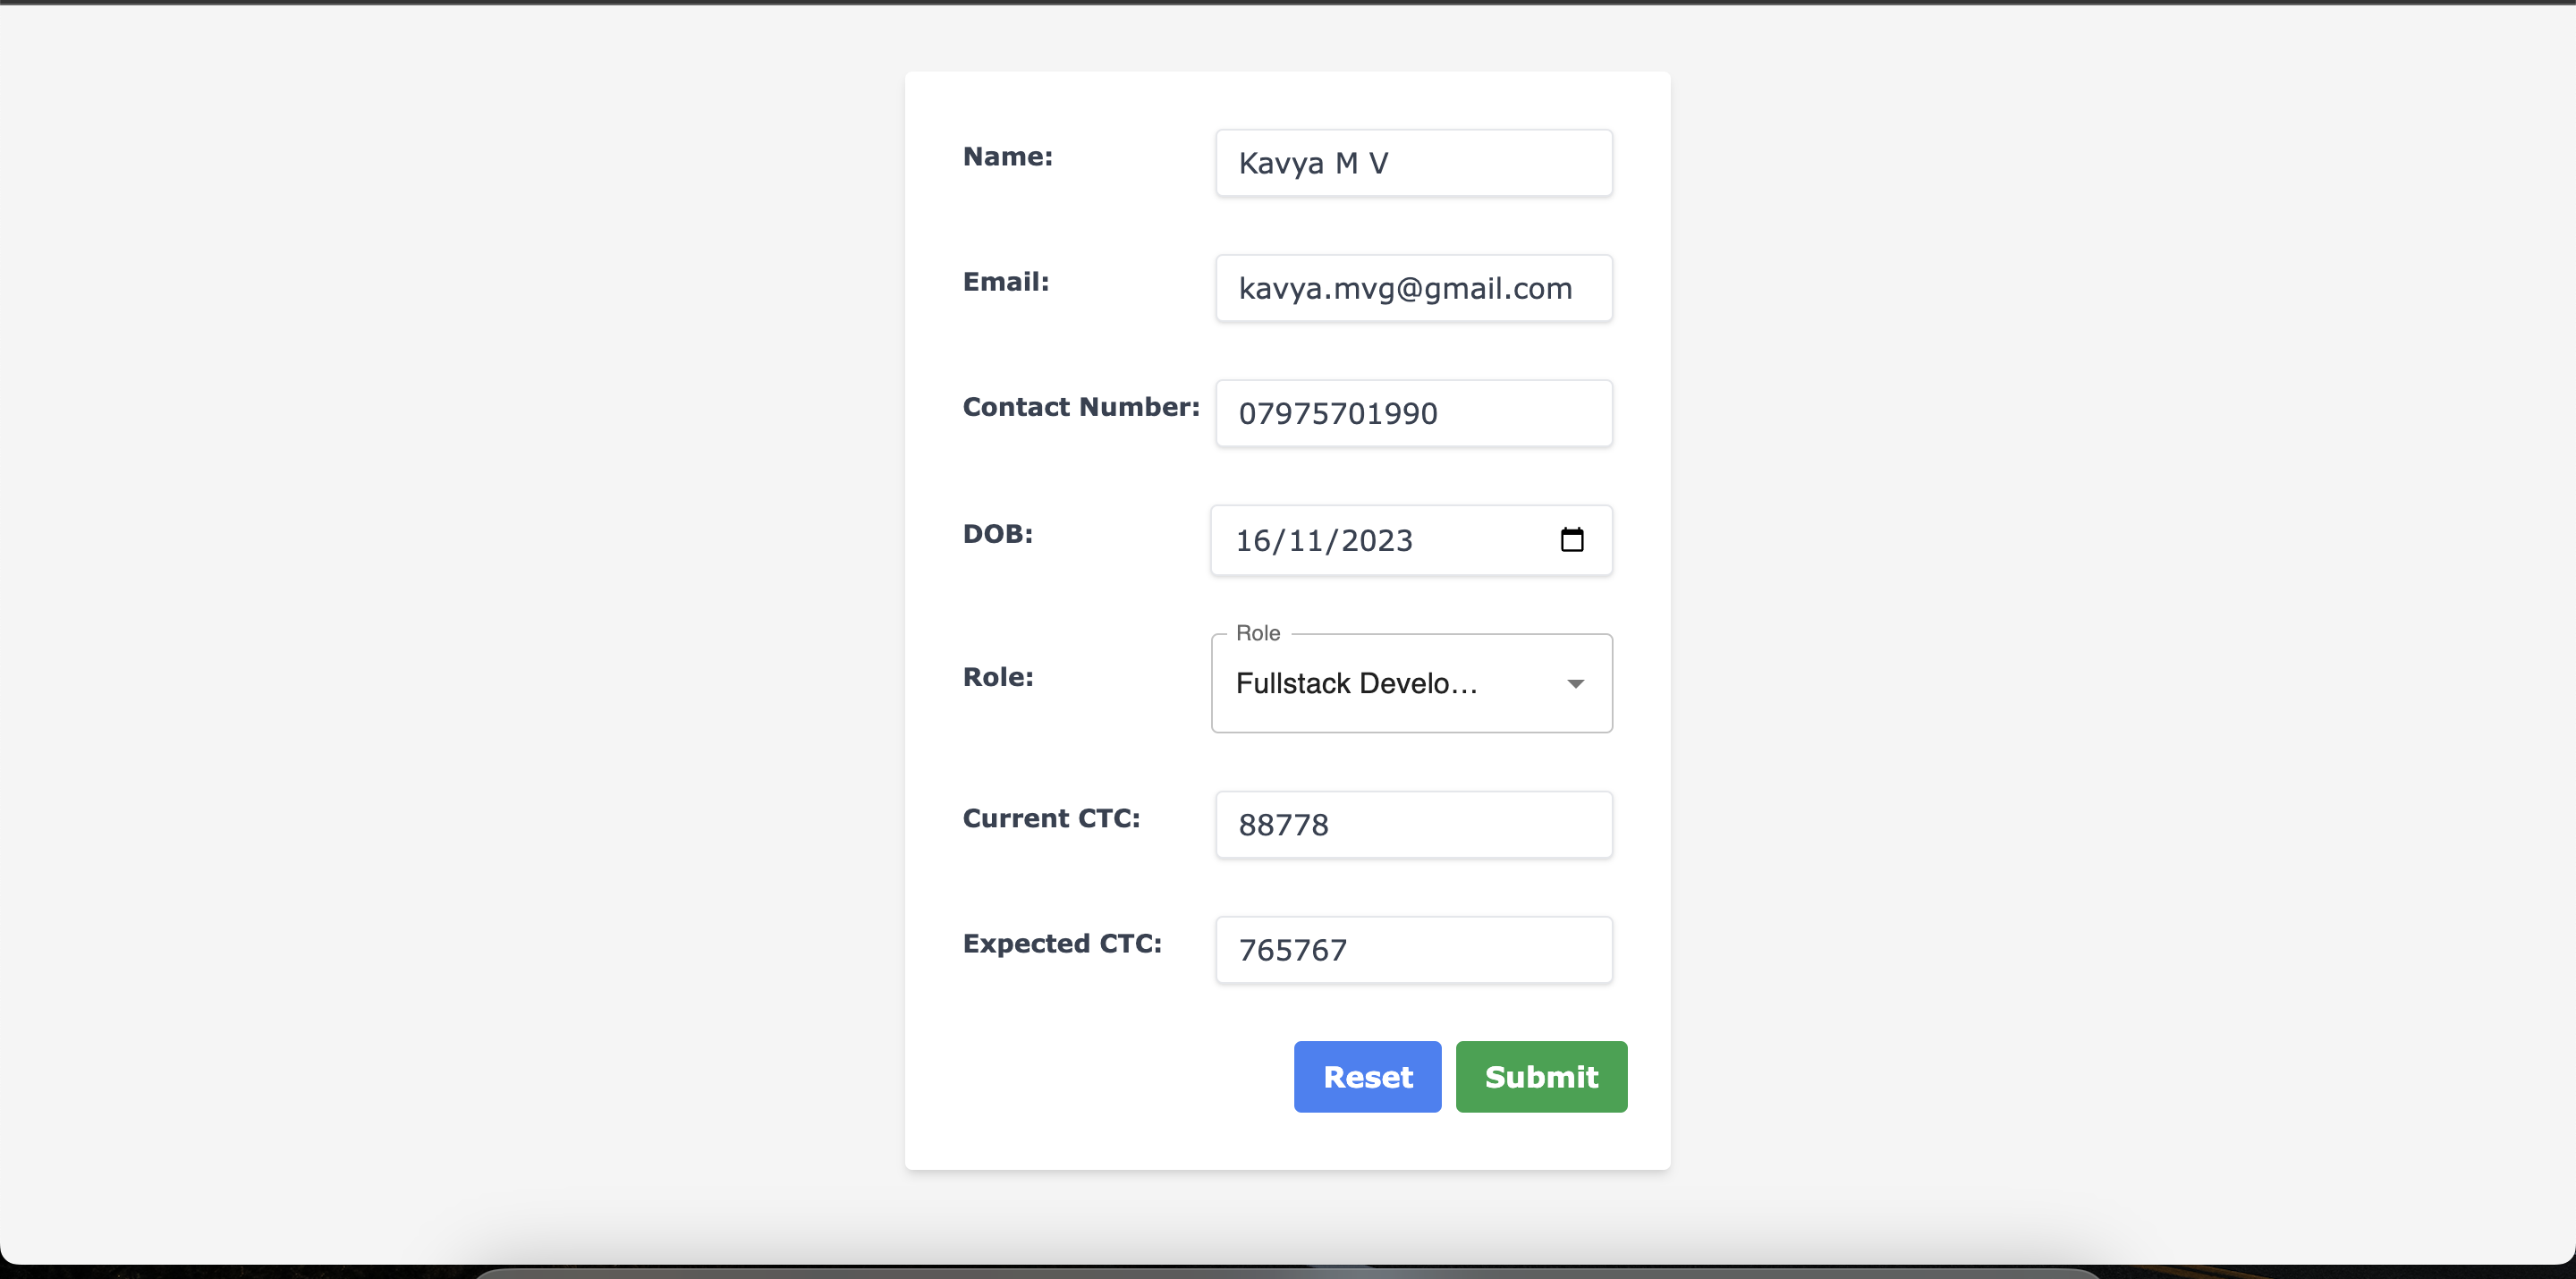 Name: Kavya M V
Email: kavya.mvg@gmail.com
Contact Number: 07975701990
DOB: 16/11/2023
Role
Role: Fullstack Develo...
Current CTC: 88778
Expected CTC: 765767
Reset Submit